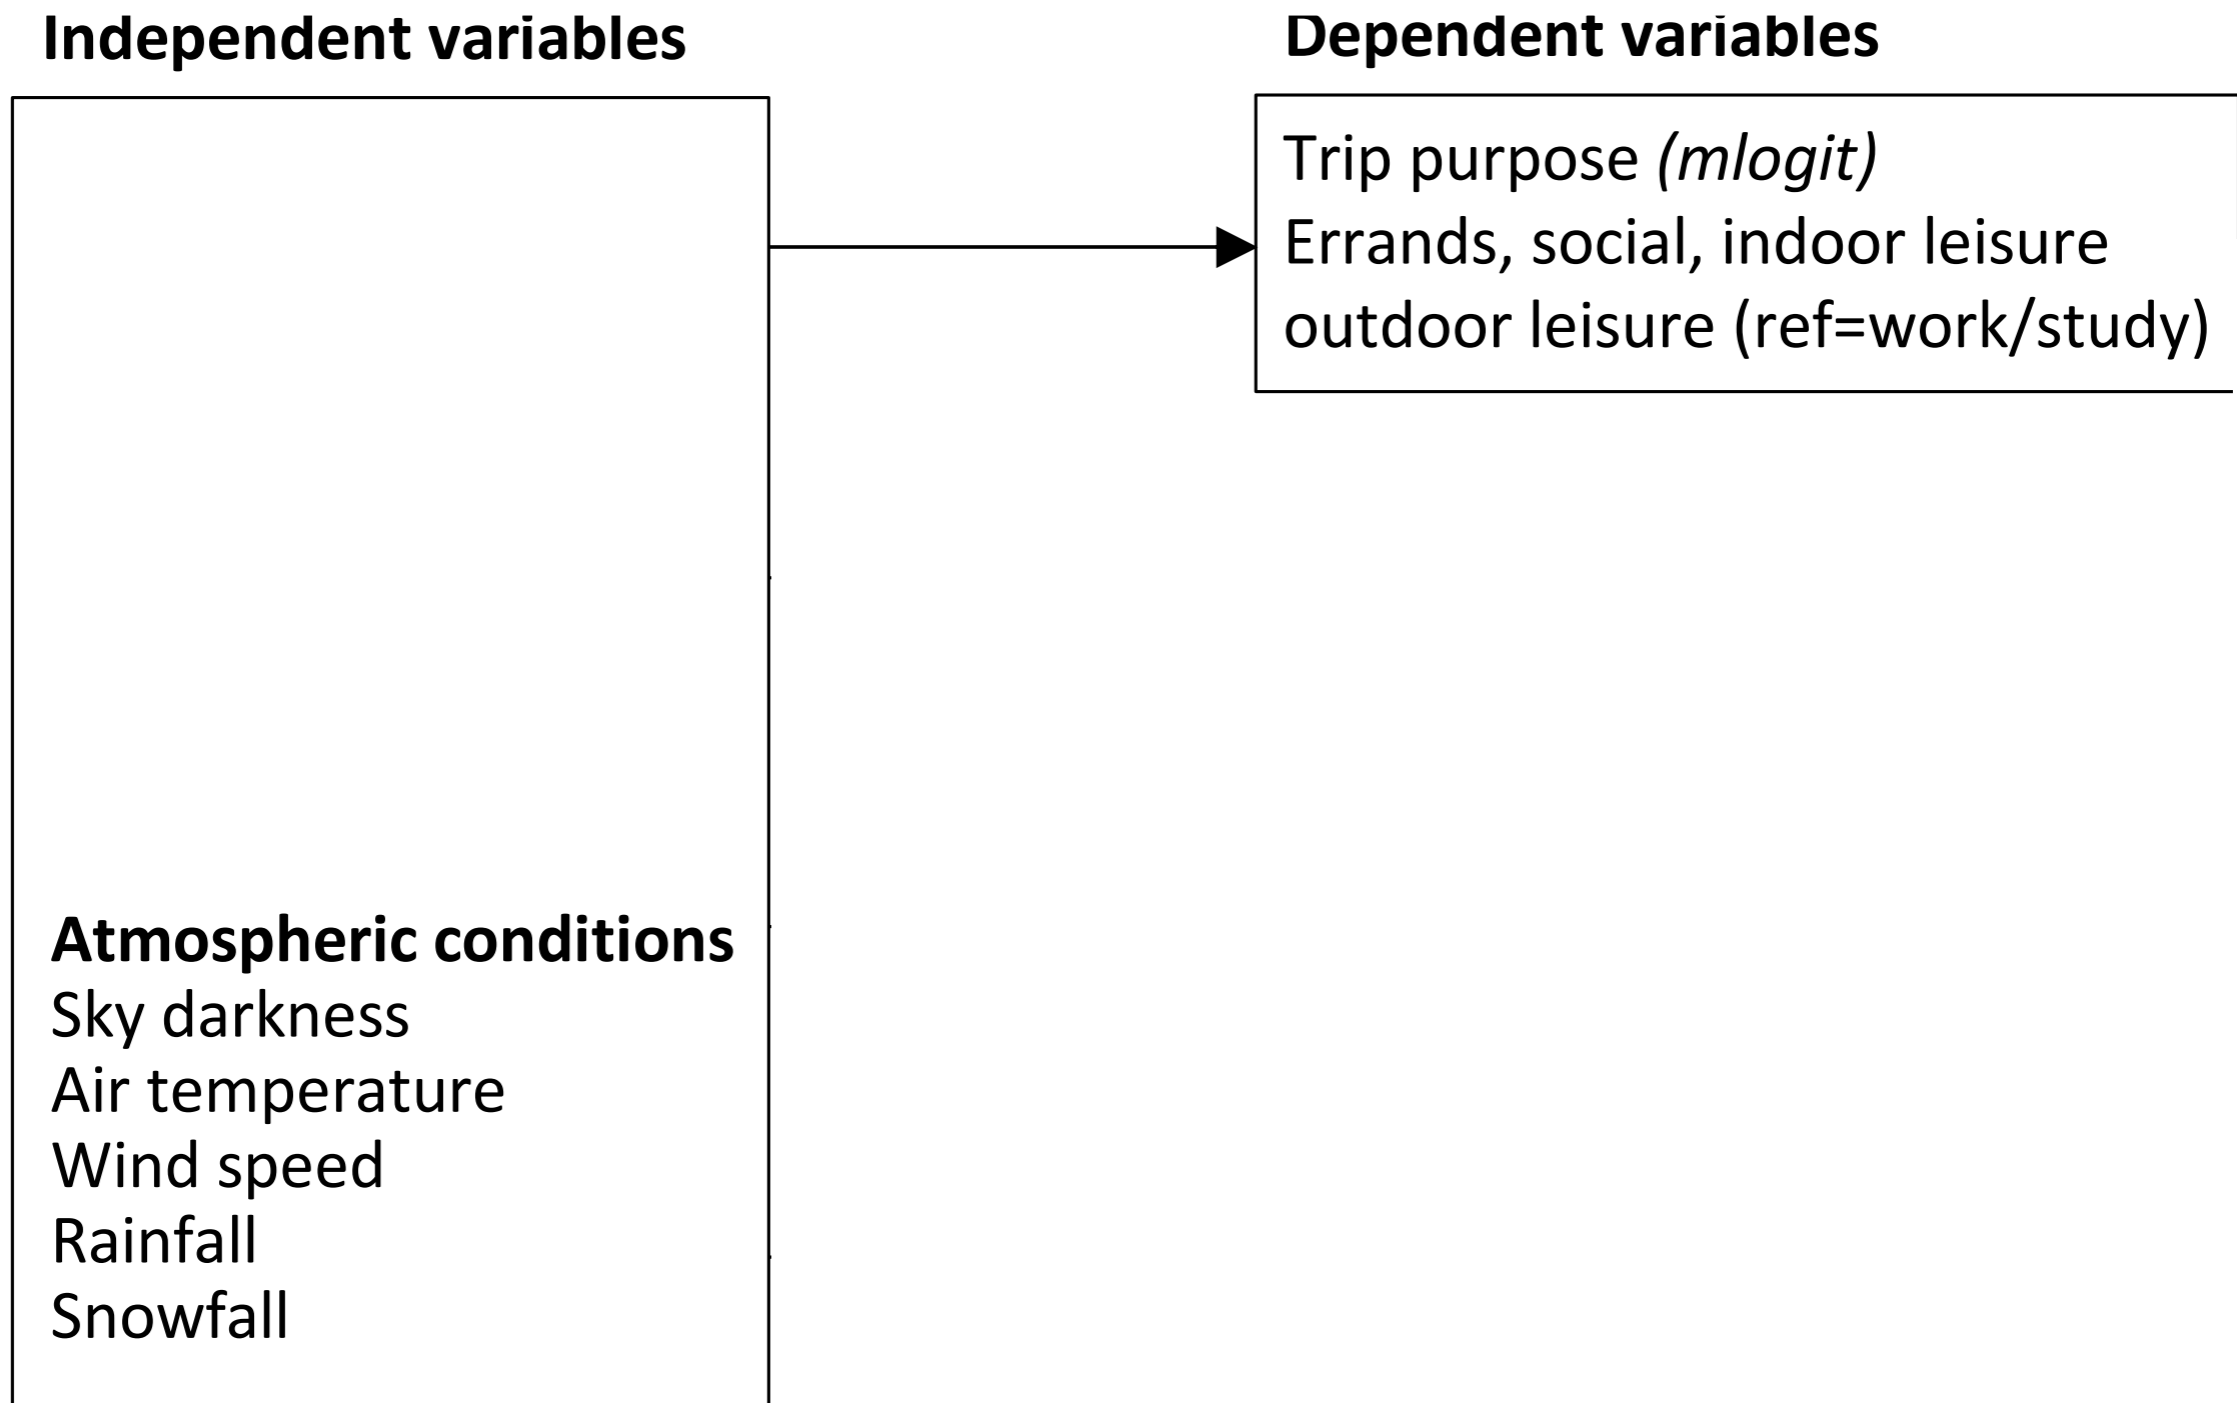 Independent variables
Dependent variables
Trip purpose (mlogit)
Errands, social, indoor leisure
outdoor leisure (ref=work/study)
Atmospheric conditions
Sky darkness
Air temperature
Wind speed
Rainfall
Snowfall